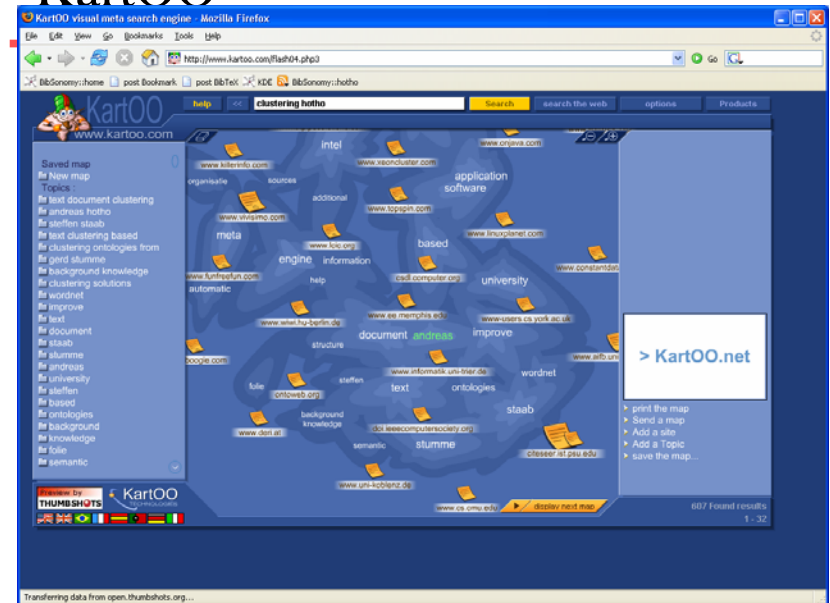 KartOO
KartOO visual meta search engine - Mozilla Firefox
File Edit View Go Bookmarks Tools Help
http://www.kartoo.com/flash04.php3
Go
BibSonomy::home post Bookmark post BibTeX KDE BibSonomy::hotho
KartOO
www.kartoo.com
help << clustering hotho Search search the web options Products
Saved map 0
New map
Topics :
text document clustering
andreas hotho
steffen staab
text clustering based
clustering ontologies from
gerd stumme
background knowledge
clustering solutions
wordnet
improve
text
document
staab
stumme
andreas
university
steffen
based
ontologies
background
knowledge
folie
semantic
intel
www.onjava.com
www.killerinfo.com
www.xeoncluster.com
organisatie
sources
application
software
additional
www.vivisimo.com
www.topspin.com
meta
www.linuxplanet.com
www.loic.org
based
engine information
www.constantdat
www.funfreefun.com
help
csdl.computer.org
university
automatic
www.ee.memphis.edu
www.wiwi.hu-berlin.de
www-users.cs.york.ac.uk
document andreas improve
structure
oogle.com
www.aifb.uni
www.informatik.uni-trier.de
wordnet
folie
steffen
text
ontologies
ontoweb.org
background
knowledge
staab
www.deri.at
doi.ieeecomputersociety.org
semantic
stumme
citeseer.ist.psu.edu
www.uni-koblenz.de
www.cs.cmu.edu
display next map
> KartOO.net
print the map
Send a map
Add a site
Add a Topic
save the map...
607 Found results
1 - 32
Preview by
THUMBSHOTS
KartOO
TECHNOLOGIES
Transferring data from open.thumbshots.org...